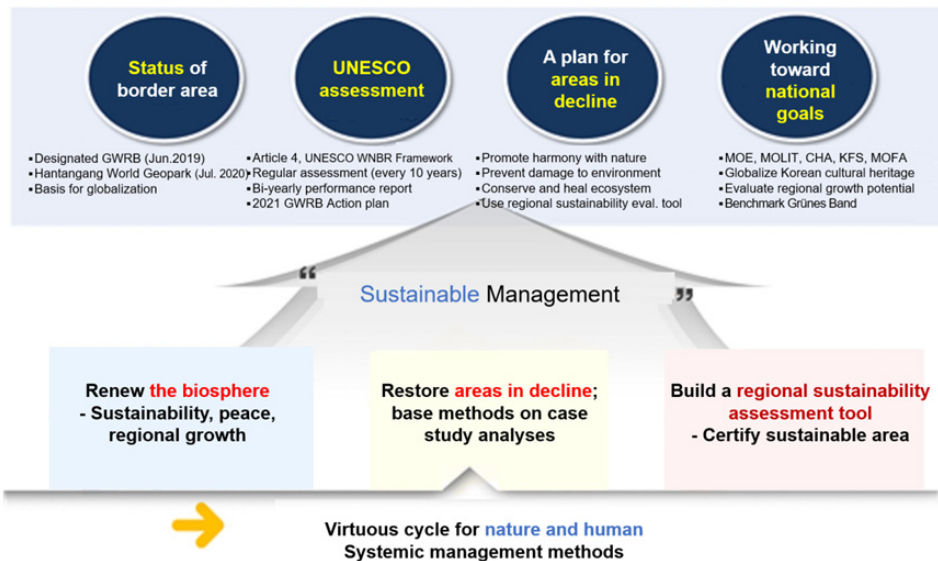 Status of
border area
UNESCO
assessment
A plan for
areas in
decline
Working
toward
national
goals
▪Designated GWRB (Jun.2019)
▪Hantangang World Geopark (Jul. 2020)
▪Basis for globalization
▪Article 4, UNESCO WNBR Framework
▪Regular assessment (every 10 years)
▪Bi-yearly performance report
▪2021 GWRB Action plan
▪Promote harmony with nature
▪Prevent damage to environment
▪Conserve and heal ecosystem
▪Use regional sustainability eval. tool
▪MOE, MOLIT, CHA, KFS, MOFA
▪Globalize Korean cultural heritage
▪Evaluate regional growth potential
▪Benchmark Grünes Band
“ Sustainable Management ”
Renew the biosphere
- Sustainability, peace,
regional growth
Restore areas in decline;
base methods on case
study analyses
Build a regional sustainability
assessment tool
- Certify sustainable area
Virtuous cycle for nature and human
Systemic management methods